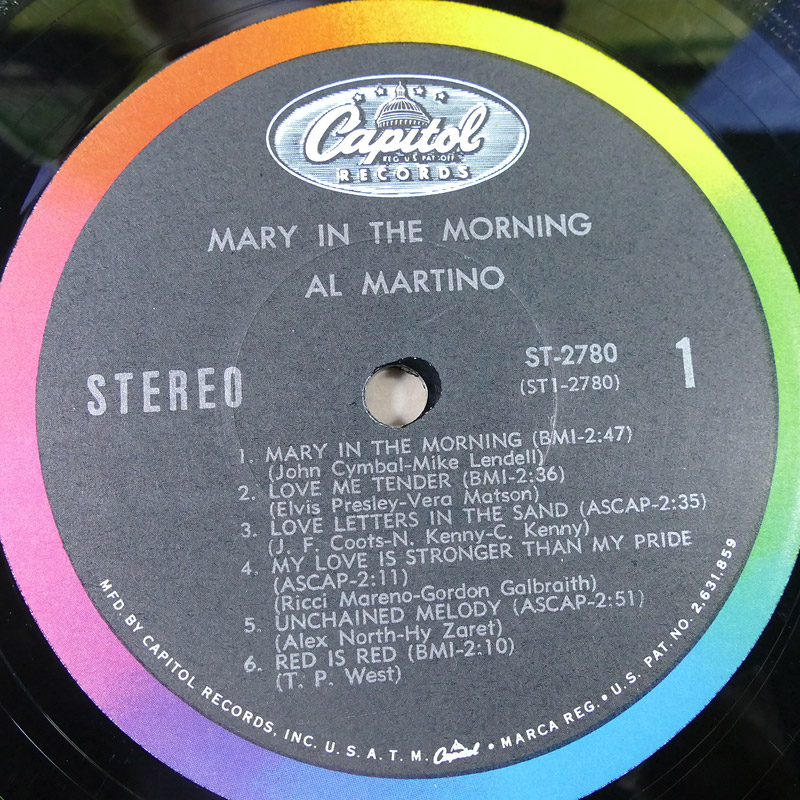 Capitol
REG. U.S. PAT. OFF.
RECORDS
MARY IN THE MORNING
AL MARTINO
STEREO
ST-2780
(ST1-2780)
1
1. MARY IN THE MORNING (BMI-2:47)
(John Cymbal-Mike Lendell)
2. LOVE ME TENDER (BMI-2:36)
(Elvis Presley-Vera Matson)
3. LOVE LETTERS IN THE SAND (ASCAP-2:35)
(J. F. Coots-N. Kenny-C. Kenny)
4. MY LOVE IS STRONGER THAN MY PRIDE
(ASCAP-2:11)
(Ricci Mareno-Gordon Galbraith)
5. UNCHAINED MELODY (ASCAP-2:51)
(Alex North-Hy Zaret)
6. RED IS RED (BMI-2:10)
(T. P. West)
MFD. BY CAPITOL RECORDS, INC. U. S. A. T. M. Capitol • MARCA REG. • U. S. PAT. NO. 2,631,859